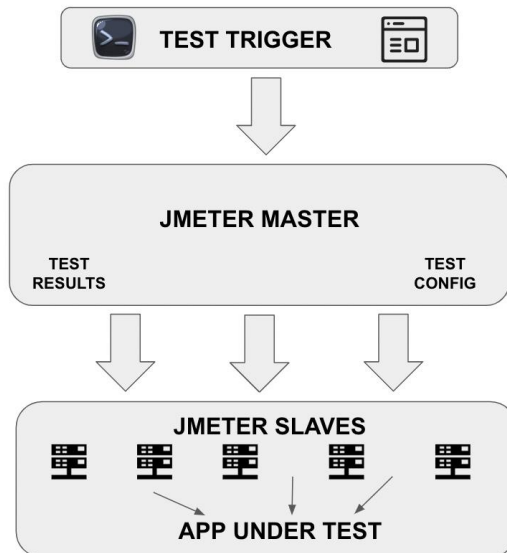 TEST TRIGGER
JMETER MASTER
TEST
RESULTS
TEST
CONFIG
JMETER SLAVES
APP UNDER TEST